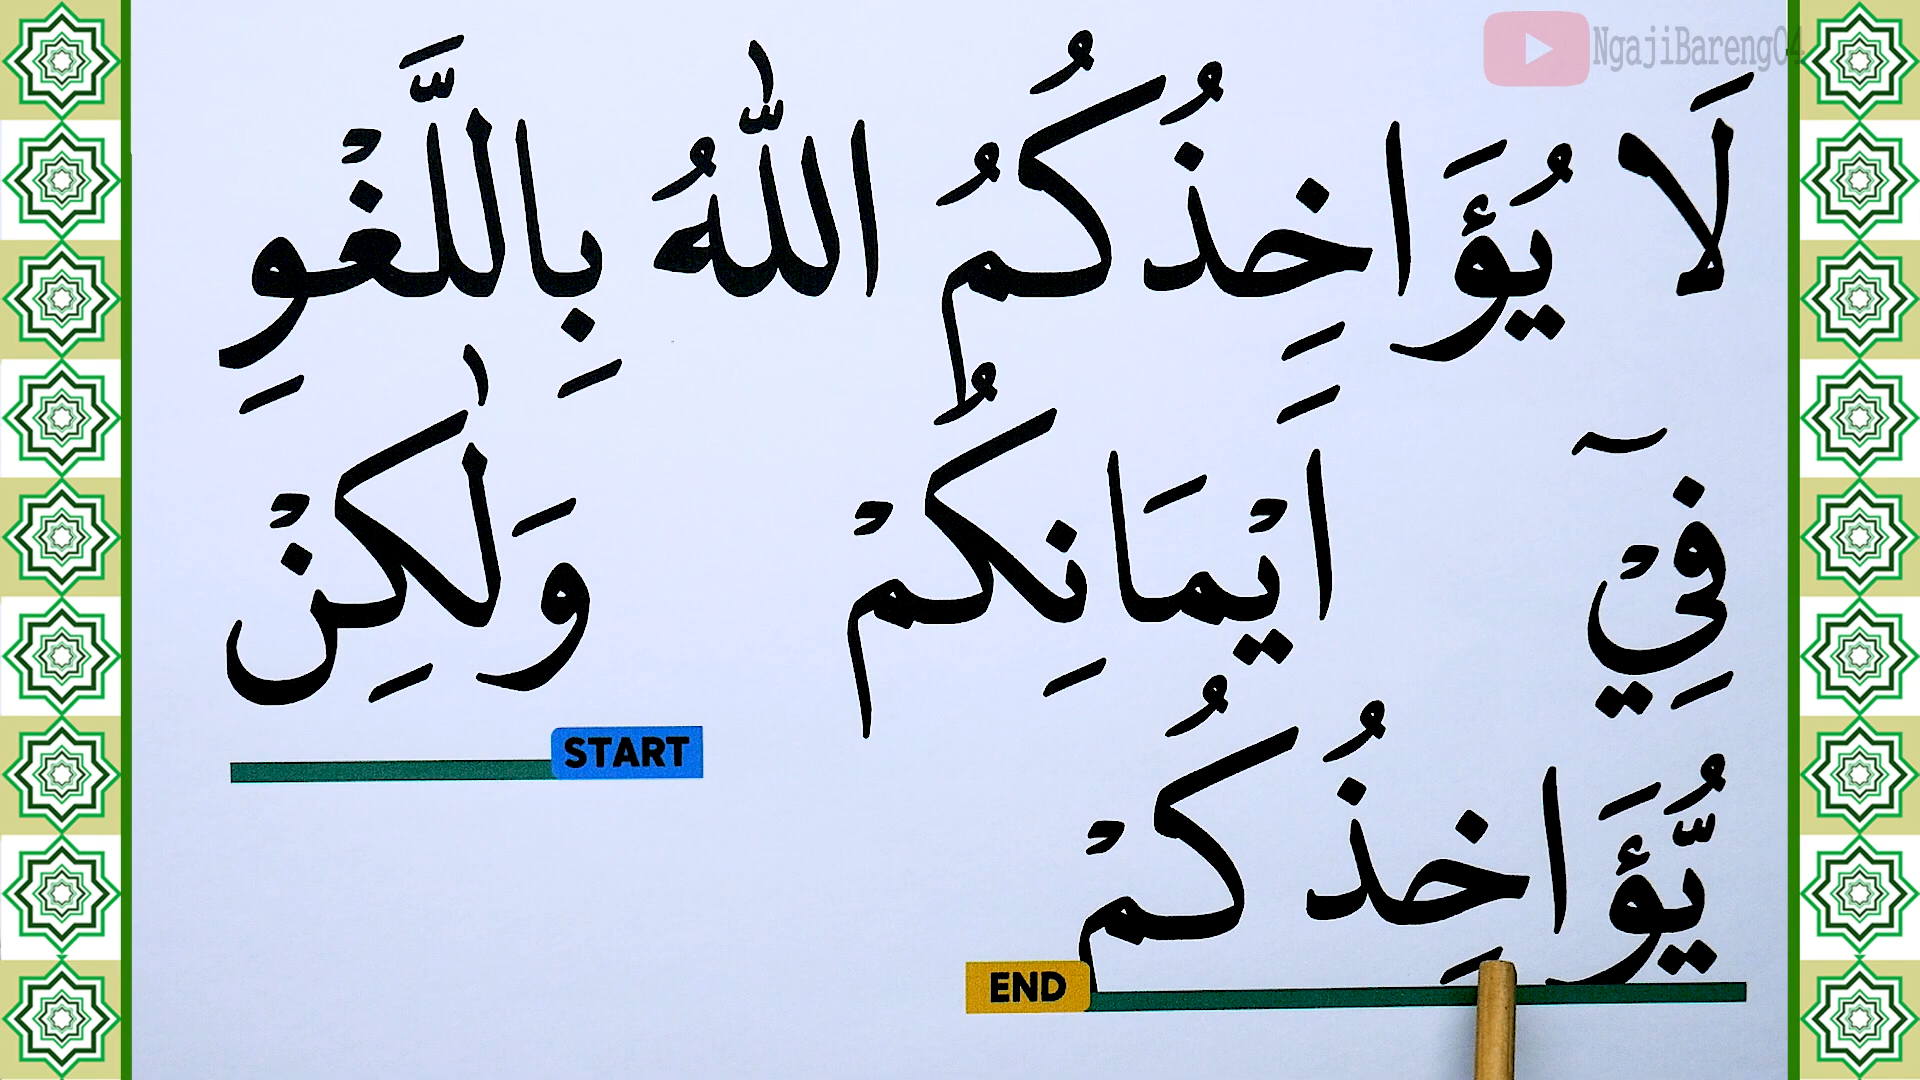 NgajiBareng04
لَا يُؤَاخِذُكُمُ اللّٰهُ بِاللَّغْوِ
فِيْٓ اَيْمَانِكُمْ وَلٰكِنْ
START
يُّؤَاخِذُكُمْ
END